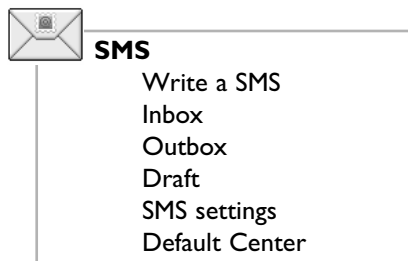 SMS
Write a SMS
Inbox
Outbox
Draft
SMS settings
Default Center